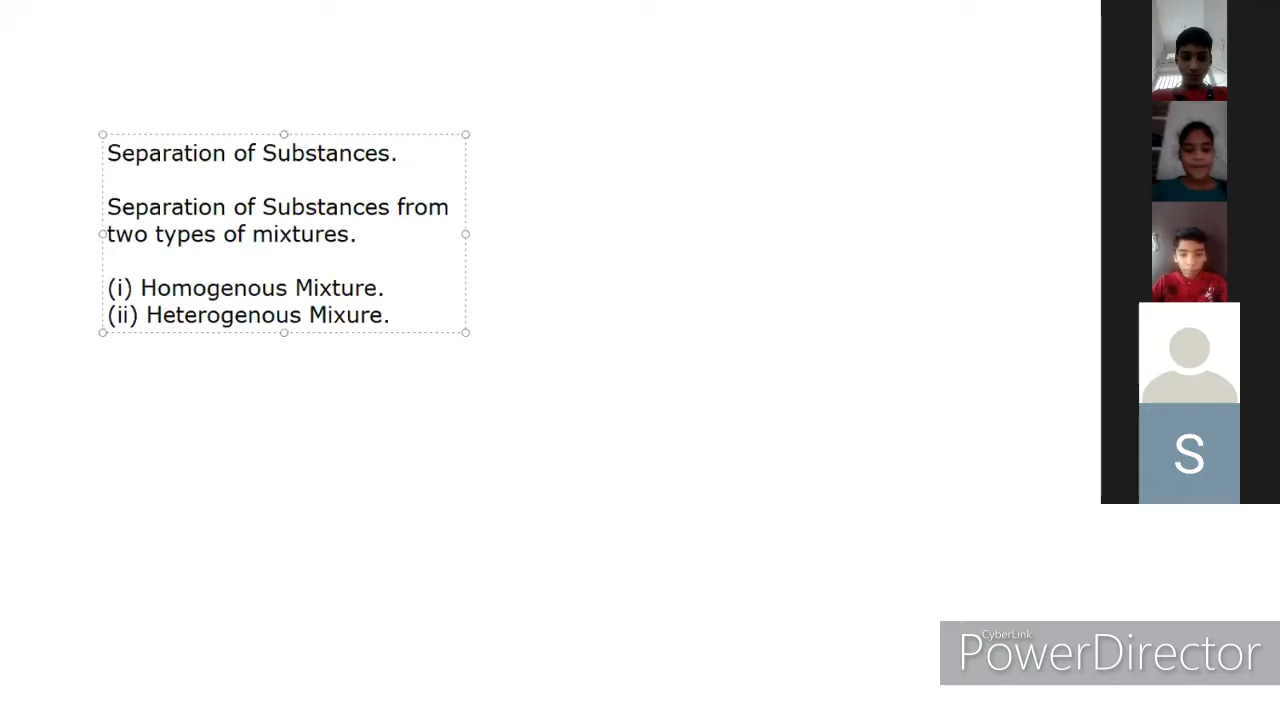 Separation of Substances.
Separation of Substances from
two types of mixtures.
(i) Homogenous Mixture.
(ii) Heterogenous Mixure.
S
CyberLink
PowerDirector